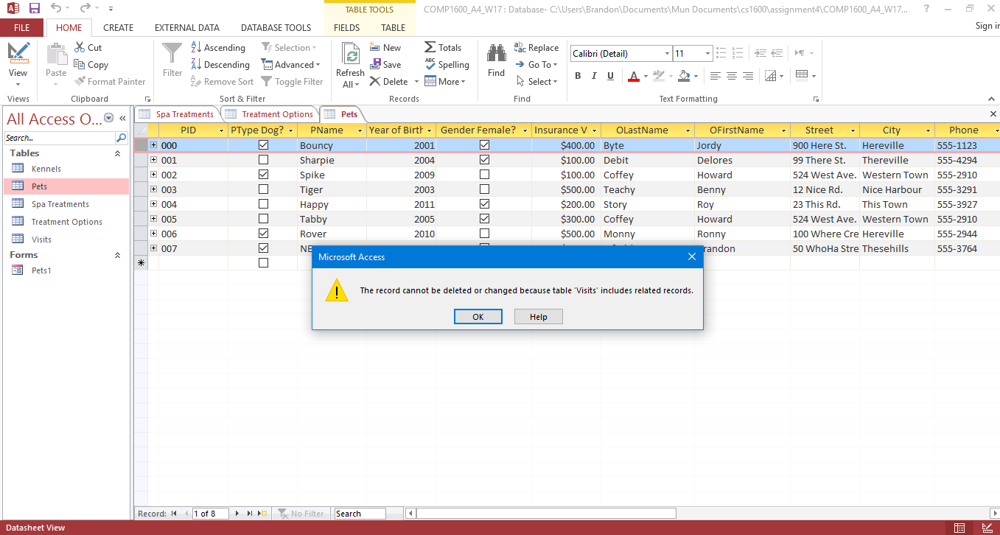 TABLE TOOLS COMP1600_A4_W17 : Database- C:\Users\Brandon\Documents\Mun Documents\cs1600\assignment4\COMP1600_A4_W17...
FILE HOME CREATE EXTERNAL DATA DATABASE TOOLS FIELDS TABLE Sign in
View
Views
Paste
Cut
Copy
Format Painter
Clipboard
Filter
Ascending
Descending
Remove Sort
Selection
Advanced
Toggle Filter
Sort & Filter
Refresh
All
New
Save
Delete
Totals
Spelling
More
Records
Find
Replace
Go To
Select
Find
Calibri (Detail) 11
B I U A
Text Formatting
All Access O...
Search...
Tables
Kennels
Pets
Spa Treatments
Treatment Options
Visits
Forms
Pets1
Spa Treatments Treatment Options Pets
PID PType Dog? PName Year of Birth Gender Female? Insurance V OLastName OFirstName Street City Phone
000 Bouncy 2001 $400.00 Byte Jordy 900 Here St. Hereville 555-1123
001 Sharpie 2004 $100.00 Debit Delores 99 There St. Thereville 555-4294
002 Spike 2009 $100.00 Coffey Howard 524 West Ave. Western Town 555-2910
003 Tiger 2003 $500.00 Teachy Benny 12 Nice Rd. Nice Harbour 555-3291
004 Happy 2011 $200.00 Story Roy 23 This Rd. This Town 555-3927
005 Tabby 2005 $300.00 Coffey Howard 524 West Ave. Western Town 555-2910
006 Rover 2010 $500.00 Monny Ronny 100 Where Cre Hereville 555-2944
007 NE randon 50 WhoHa Stre Thesehills 555-3764
Microsoft Access
The record cannot be deleted or changed because table 'Visits' includes related records.
OK Help
Record: 1 of 8 No Filter Search
Datasheet View